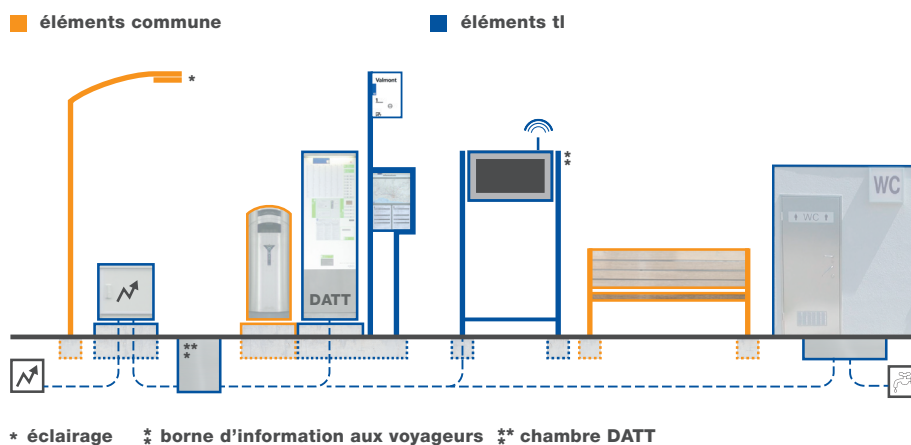 éléments commune
éléments tl
*
Valmont
*
*
WC
WC
DATT
**
*
* éclairage
*
* borne d’information aux voyageurs
**
* chambre DATT